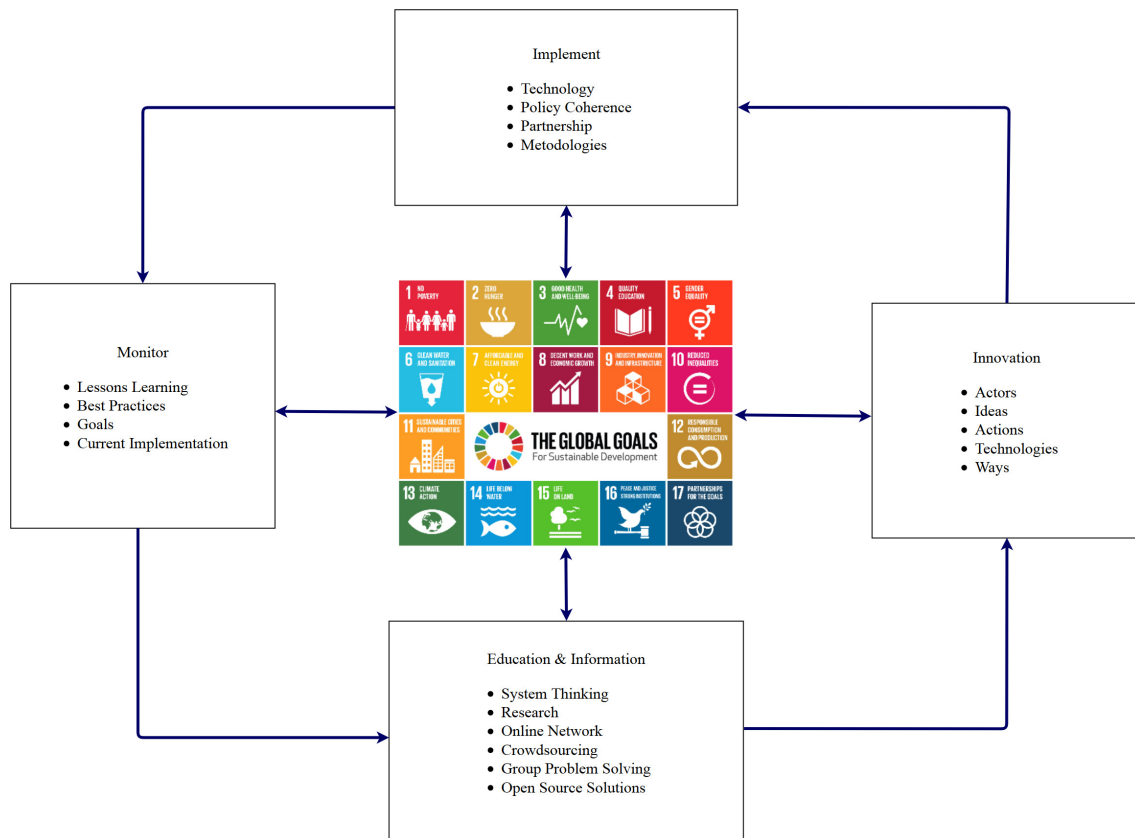 Implement
Technology
Policy Coherence
Partnership
Metodologies
Monitor
Lessons Learning
Best Practices
Goals
Current Implementation
1 NO POVERTY
2 ZERO HUNGER
3 GOOD HEALTH AND WELL-BEING
4 QUALITY EDUCATION
5 GENDER EQUALITY
6 CLEAN WATER AND SANITATION
7 AFFORDABLE AND CLEAN ENERGY
8 DECENT WORK AND ECONOMIC GROWTH
9 INDUSTRY, INNOVATION AND INFRASTRUCTURE
10 REDUCED INEQUALITIES
11 SUSTAINABLE CITIES AND COMMUNITIES
THE GLOBAL GOALS
For Sustainable Development
12 RESPONSIBLE CONSUMPTION AND PRODUCTION
13 CLIMATE ACTION
14 LIFE BELOW WATER
15 LIFE ON LAND
16 PEACE AND JUSTICE STRONG INSTITUTIONS
17 PARTNERSHIPS FOR THE GOALS
Innovation
Actors
Ideas
Actions
Technologies
Ways
Education & Information
System Thinking
Research
Online Network
Crowdsourcing
Group Problem Solving
Open Source Solutions